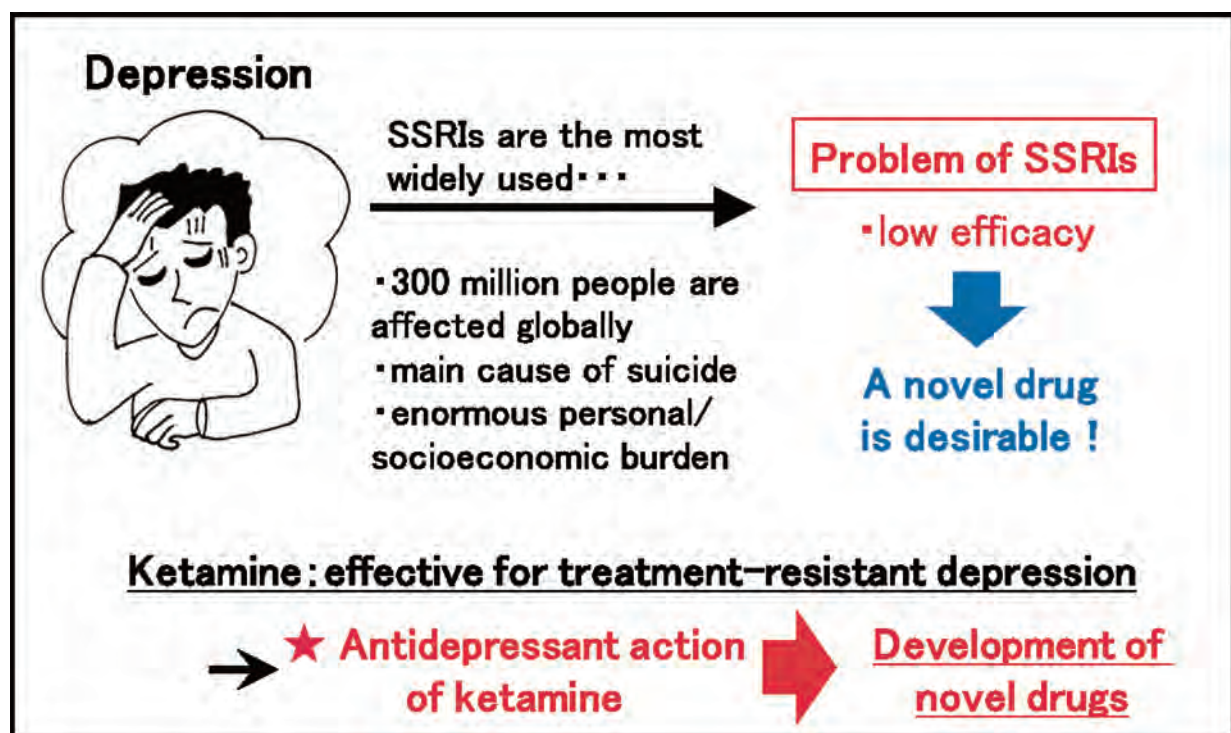 Depression
SSRIs are the most
widely used･･･
･300 million people are
affected globally
･main cause of suicide
･enormous personal/
socioeconomic burden
Problem of SSRIs
･low efficacy
A novel drug
is desirable !
Ketamine：effective for treatment-resistant depression
→ ★ Antidepressant action
of ketamine
Development of
novel drugs